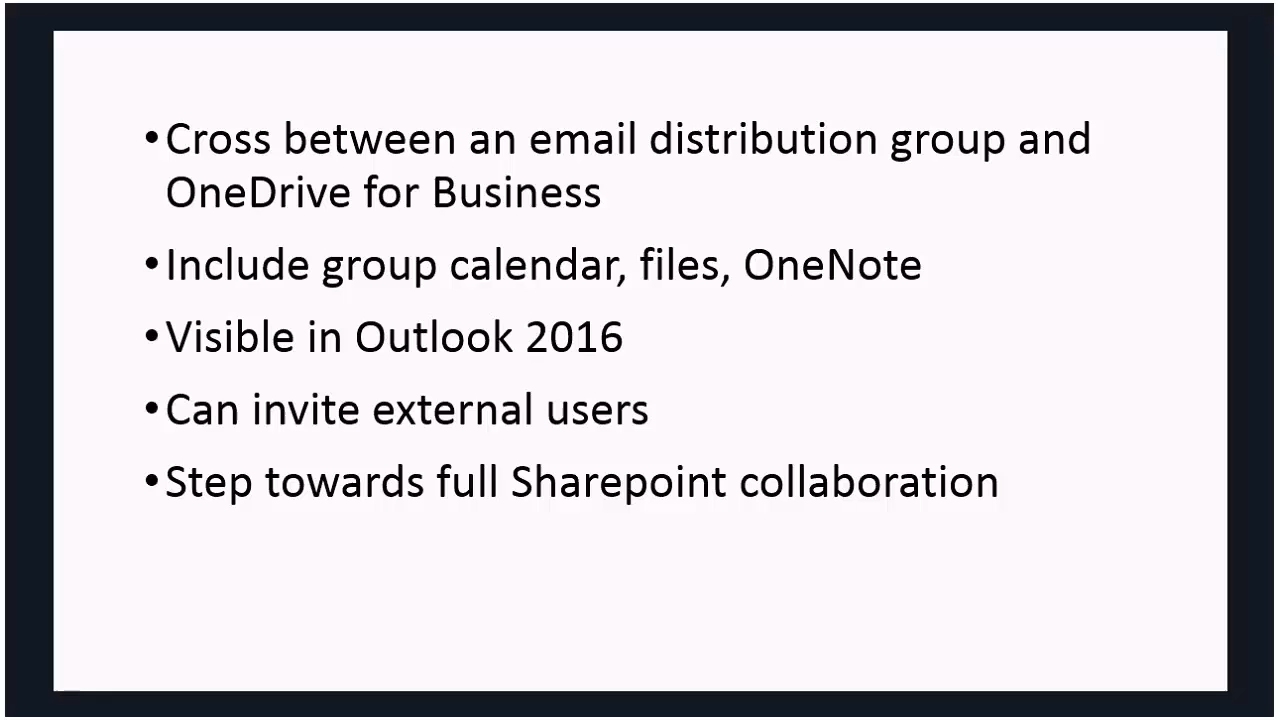 •Cross between an email distribution group and
OneDrive for Business
•Include group calendar, files, OneNote
•Visible in Outlook 2016
•Can invite external users
•Step towards full Sharepoint collaboration